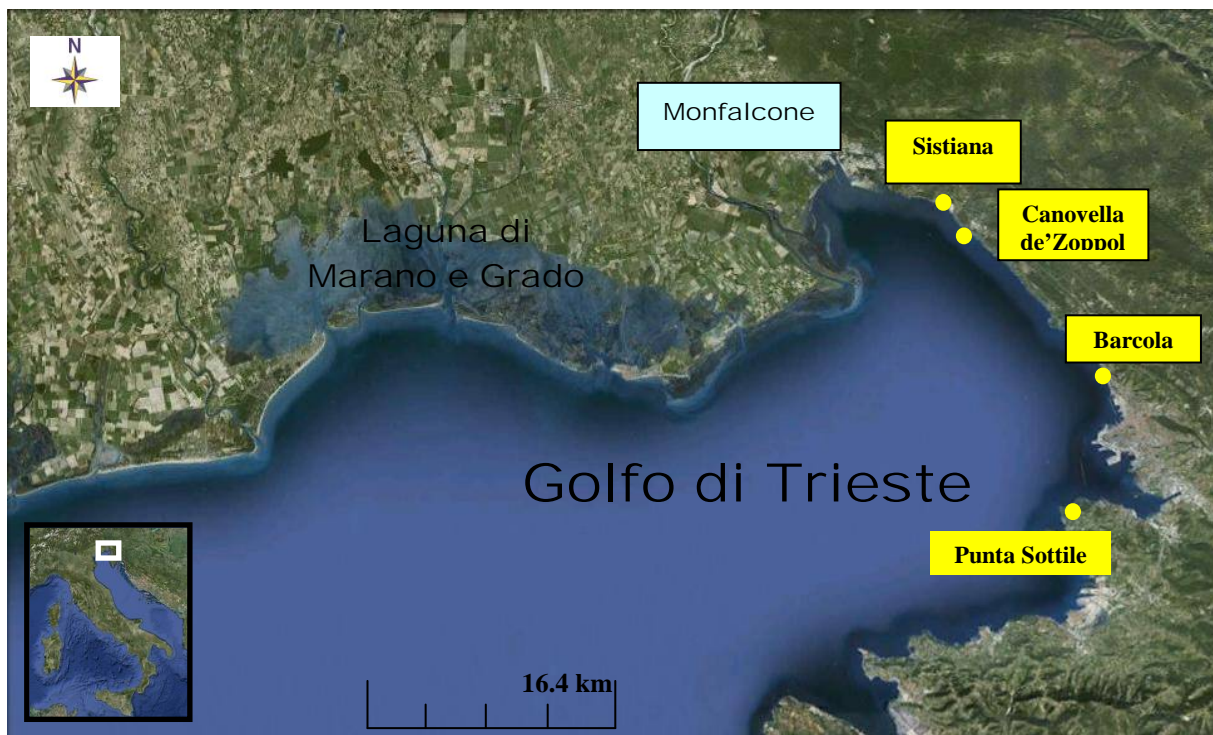 N
Monfalcone
Sistiana
Canovella
de’Zoppol
Laguna di
Marano e Grado
Barcola
Golfo di Trieste
Punta Sottile
16.4 km